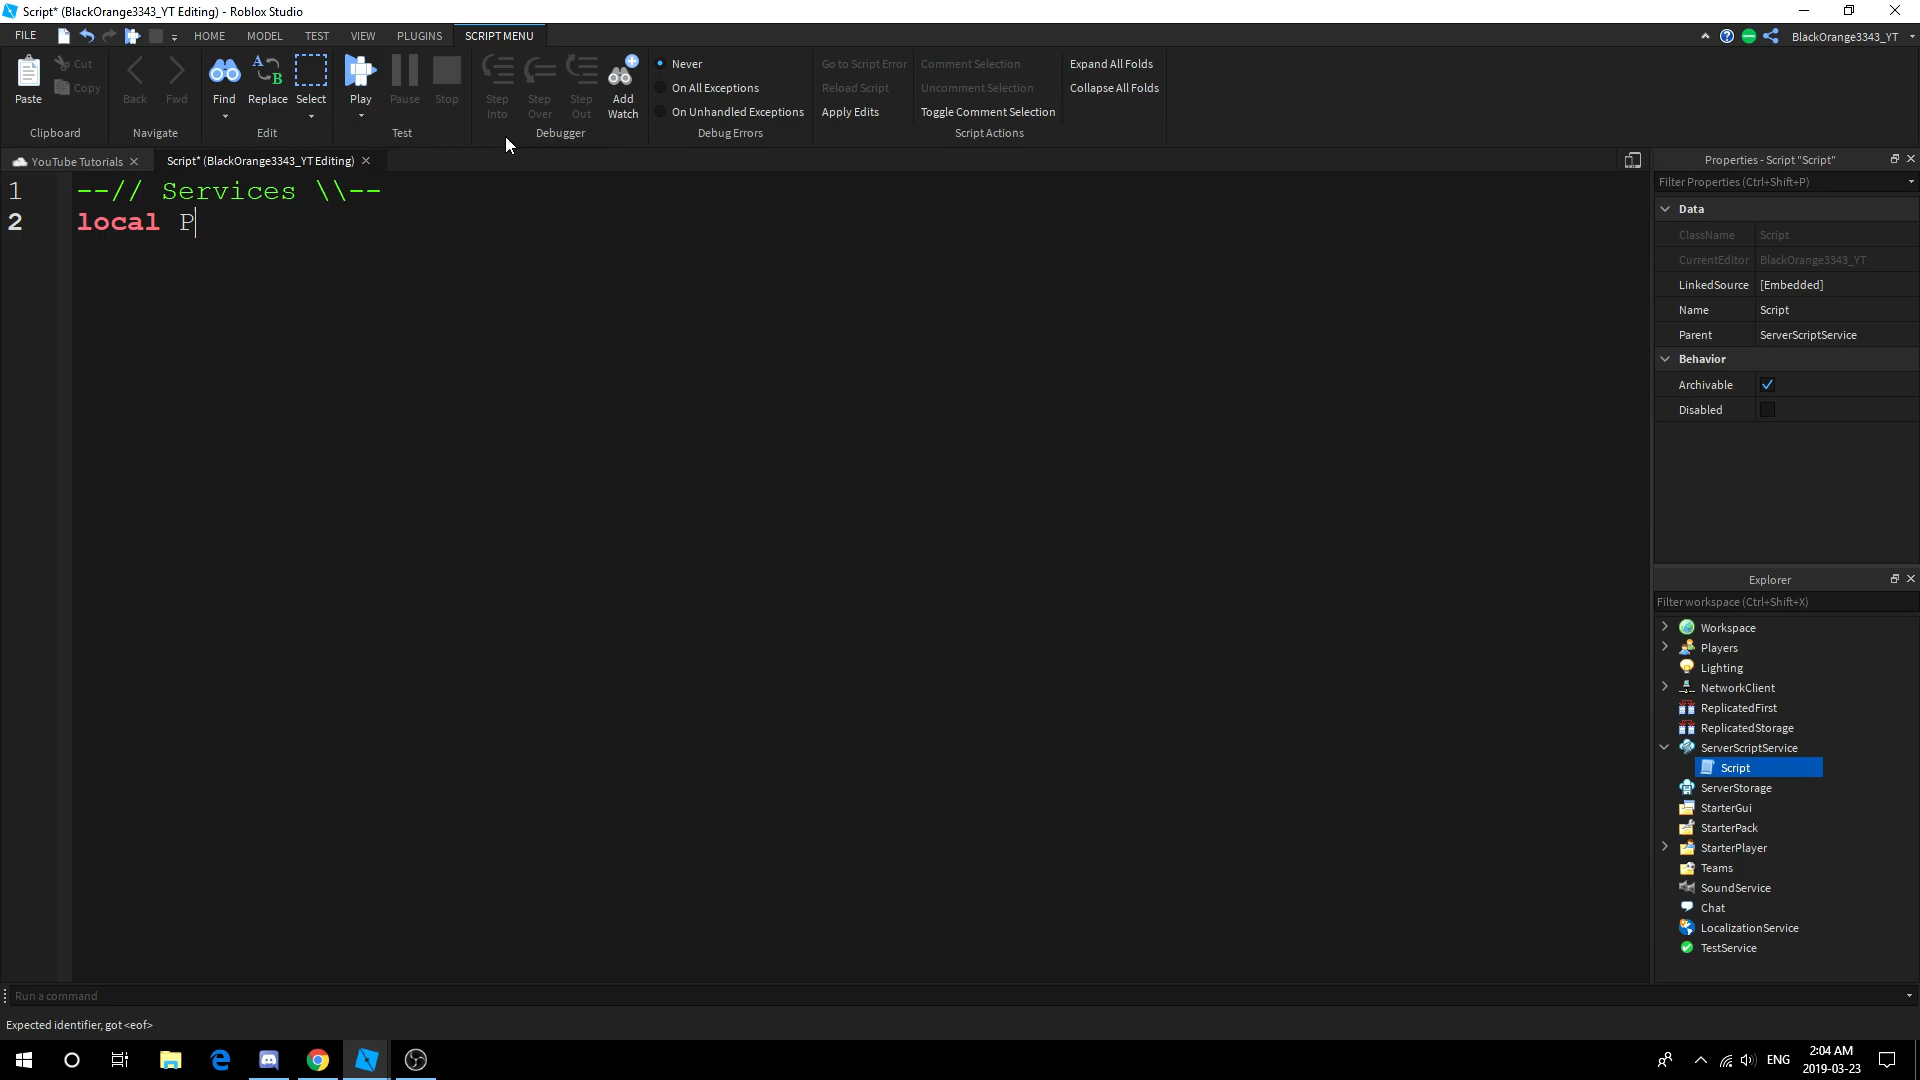 Script* (BlackOrange3343_YT Editing) - Roblox Studio
FILE HOME MODEL TEST VIEW PLUGINS SCRIPT MENU BlackOrange3343_YT
Paste Cut Copy Clipboard
Back Fwd Navigate
Find Replace Select Edit
Play Pause Stop Test
Step Into Step Over Step Out Add Watch Debugger
Never
On All Exceptions
On Unhandled Exceptions
Debug Errors
Go to Script Error Comment Selection Expand All Folds
Reload Script Uncomment Selection Collapse All Folds
Apply Edits Toggle Comment Selection
Script Actions
YouTube Tutorials Script* (BlackOrange3343_YT Editing)
1 --// Services \\--
2 local P
Properties - Script "Script"
Filter Properties (Ctrl+Shift+P)
Data
ClassName Script
CurrentEditor BlackOrange3343_YT
LinkedSource [Embedded]
Name Script
Parent ServerScriptService
Behavior
Archivable
Disabled
Explorer
Filter workspace (Ctrl+Shift+X)
Workspace
Players
Lighting
NetworkClient
ReplicatedFirst
ReplicatedStorage
ServerScriptService
Script
ServerStorage
StarterGui
StarterPack
StarterPlayer
Teams
SoundService
Chat
LocalizationService
TestService
Run a command
Expected identifier, got <eof>
ENG
2:04 AM
2019-03-23